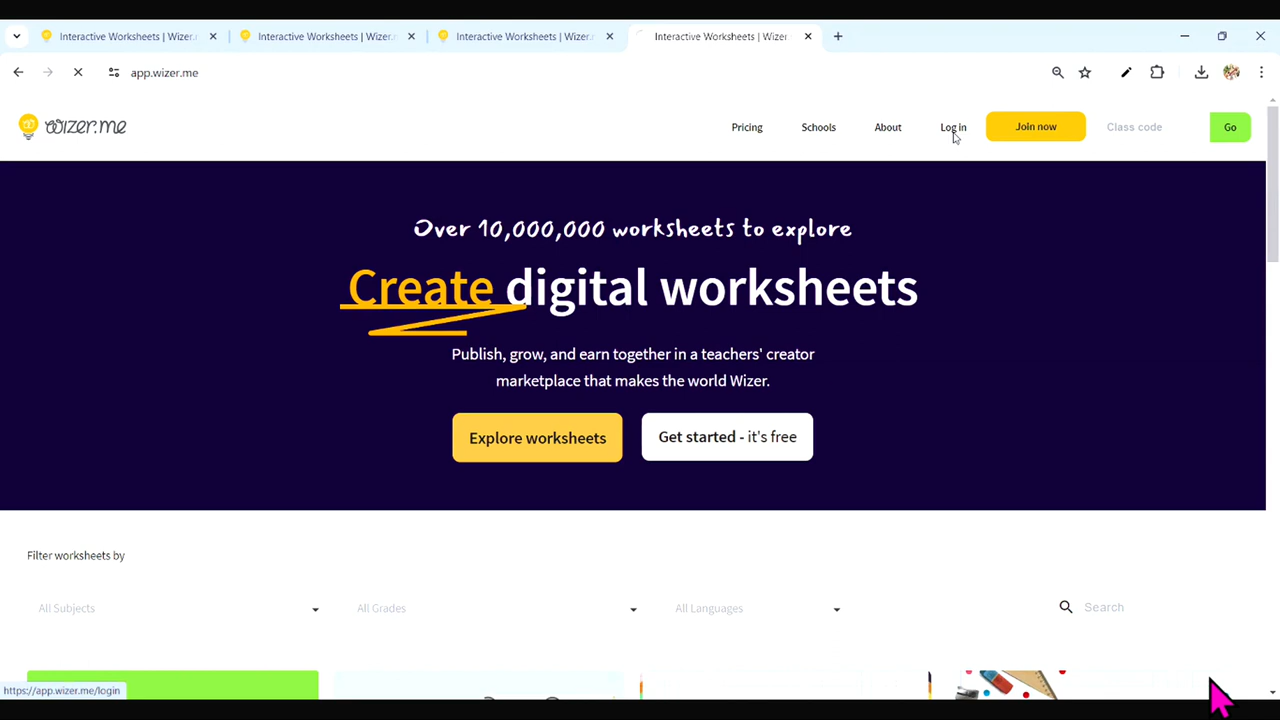 Interactive Worksheets | Wizer.
Interactive Worksheets | Wizer.
Interactive Worksheets | Wizer.
Interactive Worksheets | Wizer
app.wizer.me
wizer.me
Pricing
Schools
About
Log in
Join now
Class code
Go
Over 10,000,000 worksheets to explore
Create digital worksheets
Publish, grow, and earn together in a teachers' creator
marketplace that makes the world Wizer.
Explore worksheets
Get started - it's free
Filter worksheets by
All Subjects
All Grades
All Languages
Search
https://app.wizer.me/login